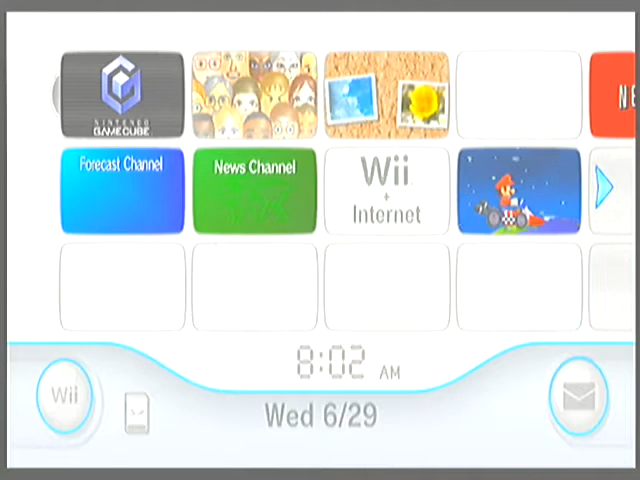 NINTENDO
GAMECUBE
Forecast Channel
News Channel
Wii
+
Internet
8:02 AM
Wii
Wed 6/29